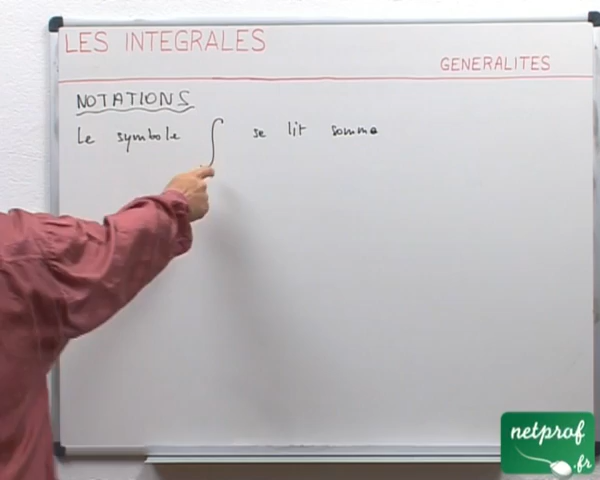 LES INTEGRALES
GENERALITES
NOTATIONS
Le symbole ∫ se lit somme
netprof
.fr